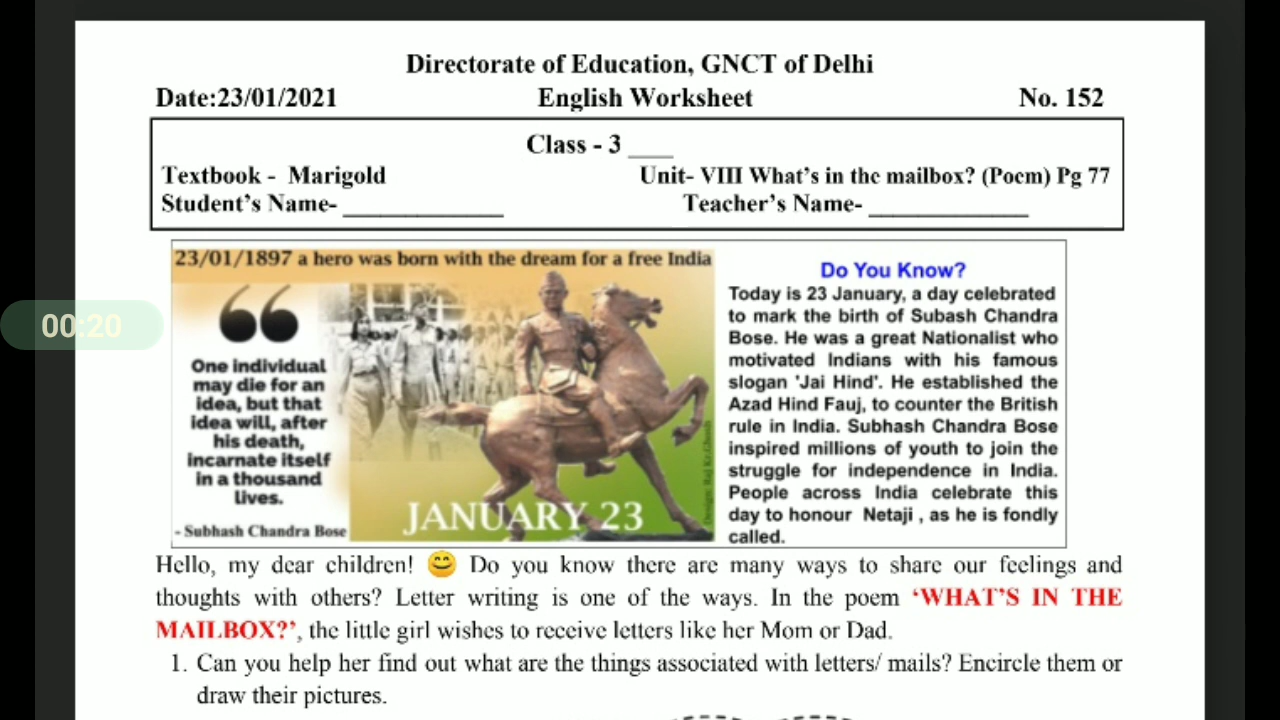 Directorate of Education, GNCT of Delhi
Date:23/01/2021 English Worksheet No. 152
Class - 3 ____
Textbook - Marigold Unit- VIII What's in the mailbox? (Poem) Pg 77
Student's Name- _____________ Teacher's Name- _____________
23/01/1897 a hero was born with the dream for a free India
One individual
may die for an
idea, but that
idea will, after
his death,
incarnate itself
in a thousand
lives.
- Subhash Chandra Bose
JANUARY 23
Do You Know?
Today is 23 January, a day celebrated
to mark the birth of Subash Chandra
Bose. He was a great Nationalist who
motivated Indians with his famous
slogan 'Jai Hind'. He established the
Azad Hind Fauj, to counter the British
rule in India. Subhash Chandra Bose
inspired millions of youth to join the
struggle for independence in India.
People across India celebrate this
day to honour Netaji , as he is fondly
called.
00:20
Hello, my dear children! 😊 Do you know there are many ways to share our feelings and
thoughts with others? Letter writing is one of the ways. In the poem ‘WHAT’S IN THE
MAILBOX?’, the little girl wishes to receive letters like her Mom or Dad.
1. Can you help her find out what are the things associated with letters/ mails? Encircle them or
draw their pictures.